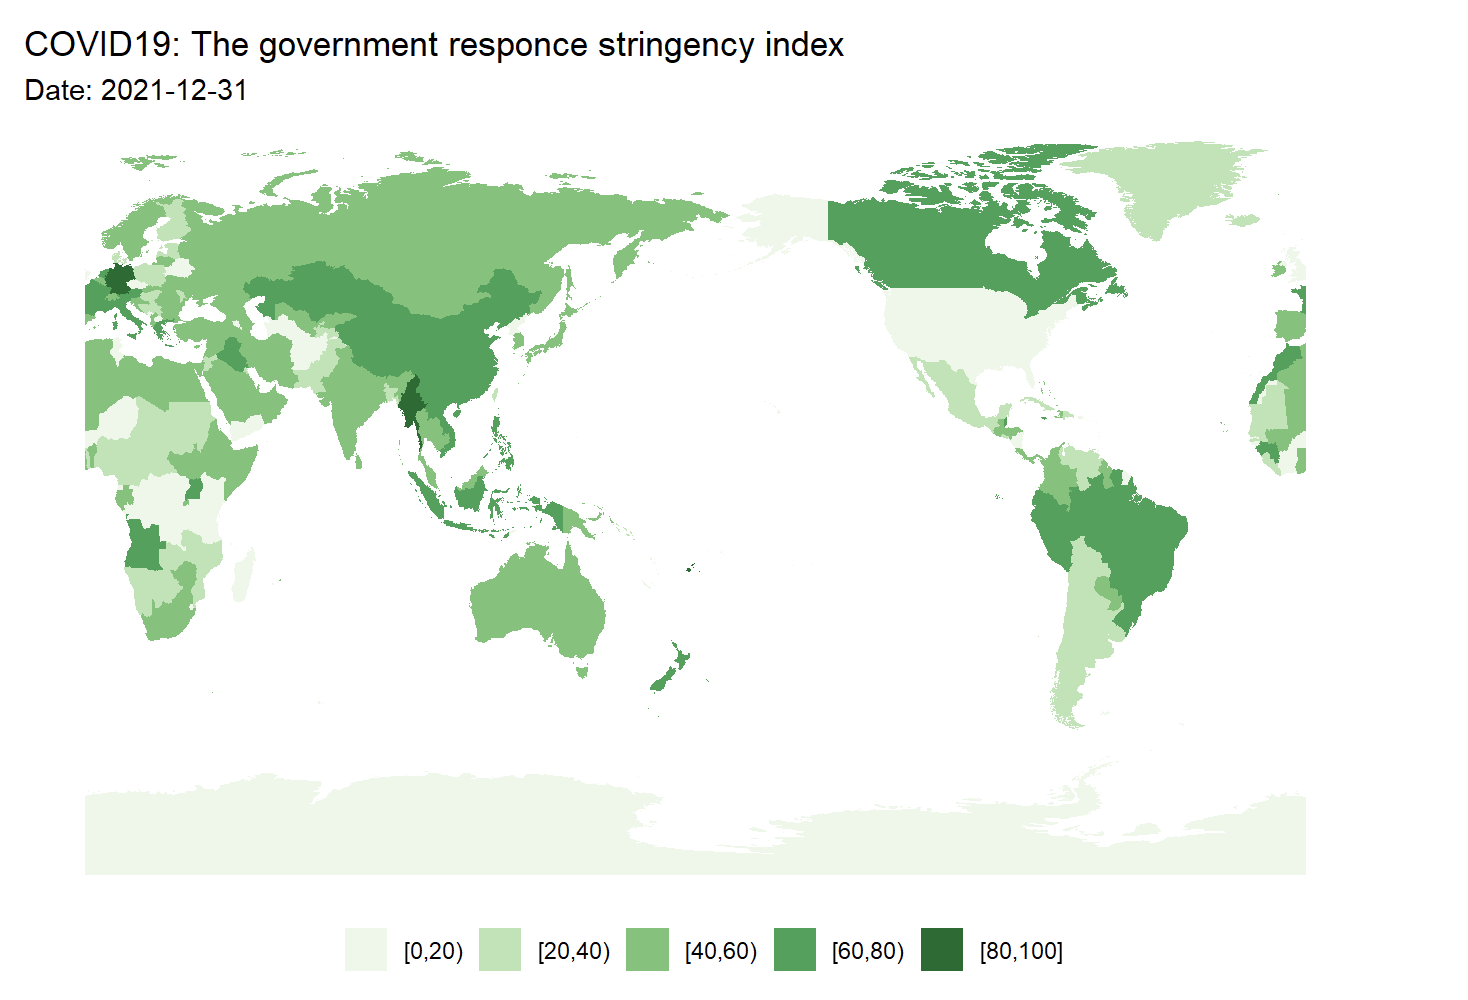 COVID19: The government responce stringency index
Date: 2021-12-31
[0,20) [20,40) [40,60) [60,80) [80,100]